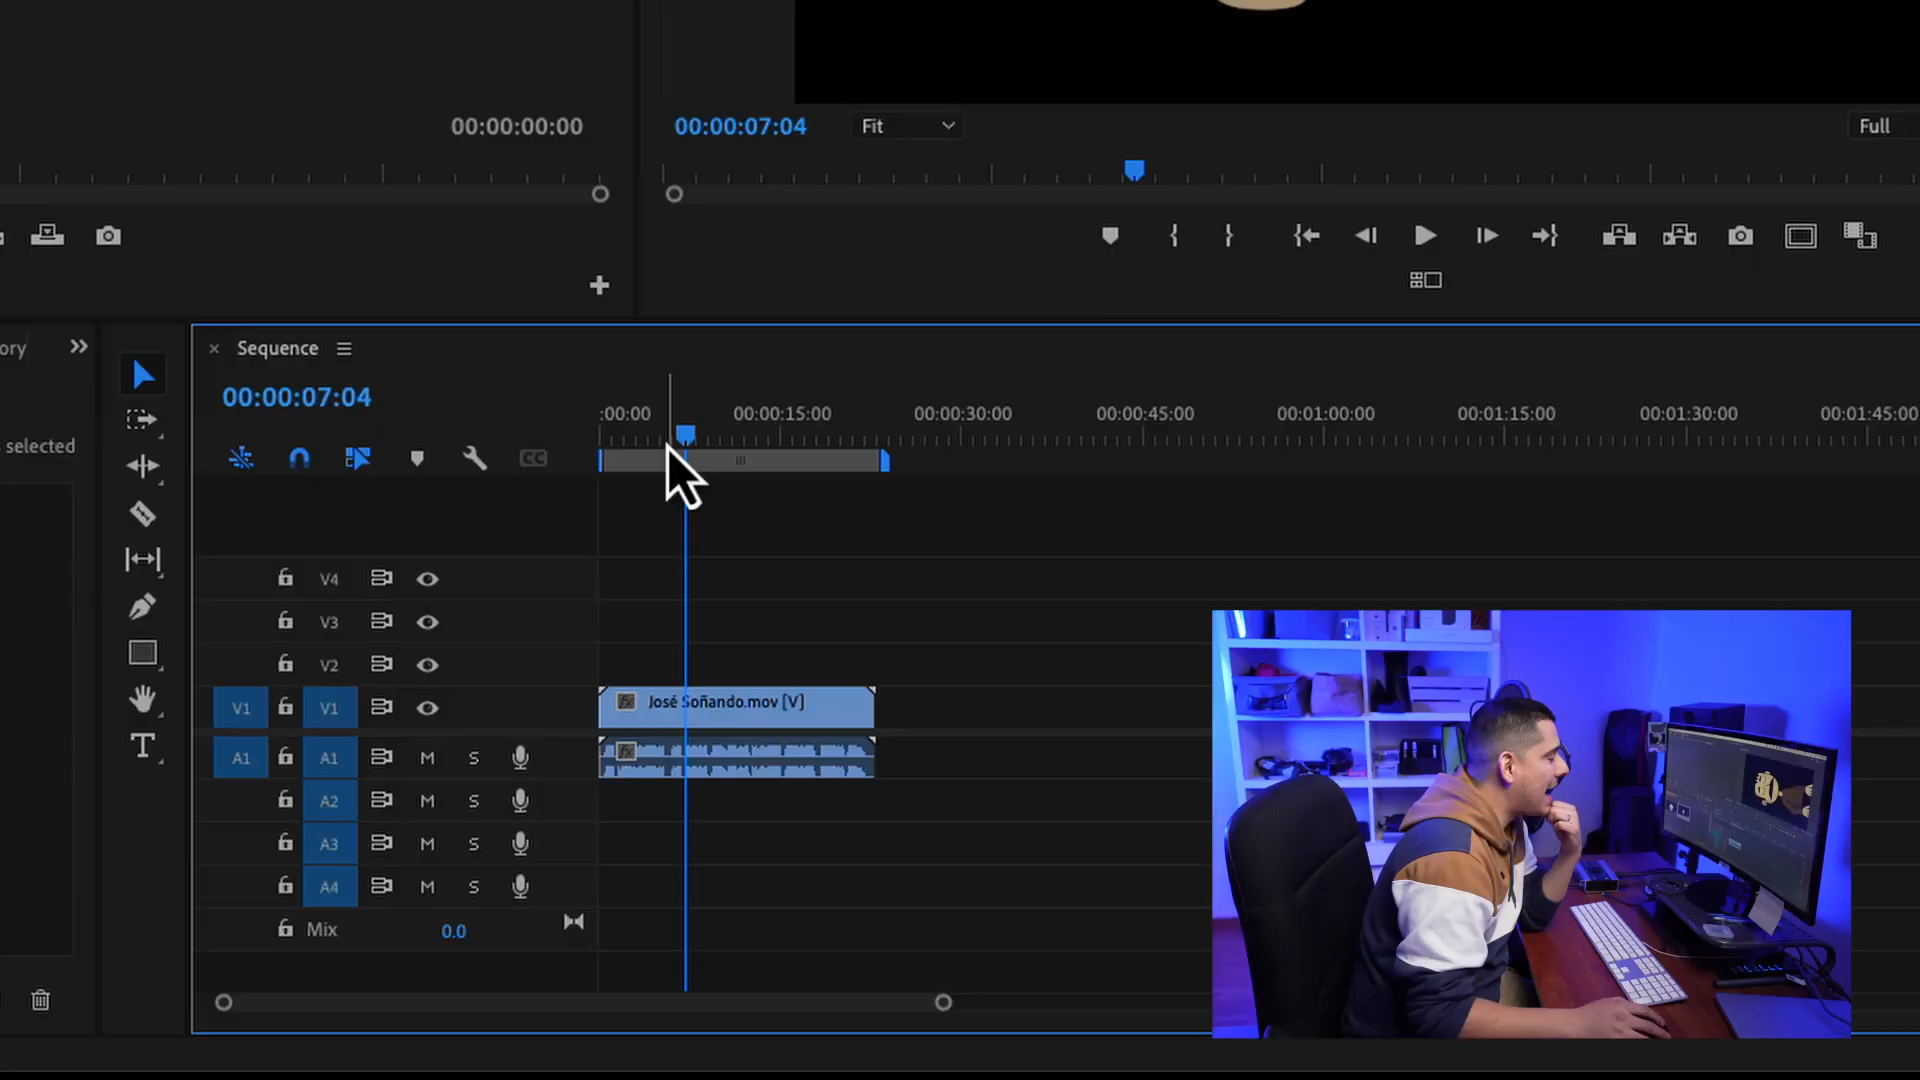 00:00:00:00
00:00:07:04
Fit
Full
ory
Sequence
00:00:07:04
:00:00
00:00:15:00
00:00:30:00
00:00:45:00
00:01:00:00
00:01:15:00
00:01:30:00
00:01:45:00
selected
CC
V4
V3
V2
V1
V1
fx
José Soñando.mov [V]
A1
A1
M
S
fx
A2
M
S
A3
M
S
A4
M
S
Mix
0.0
T